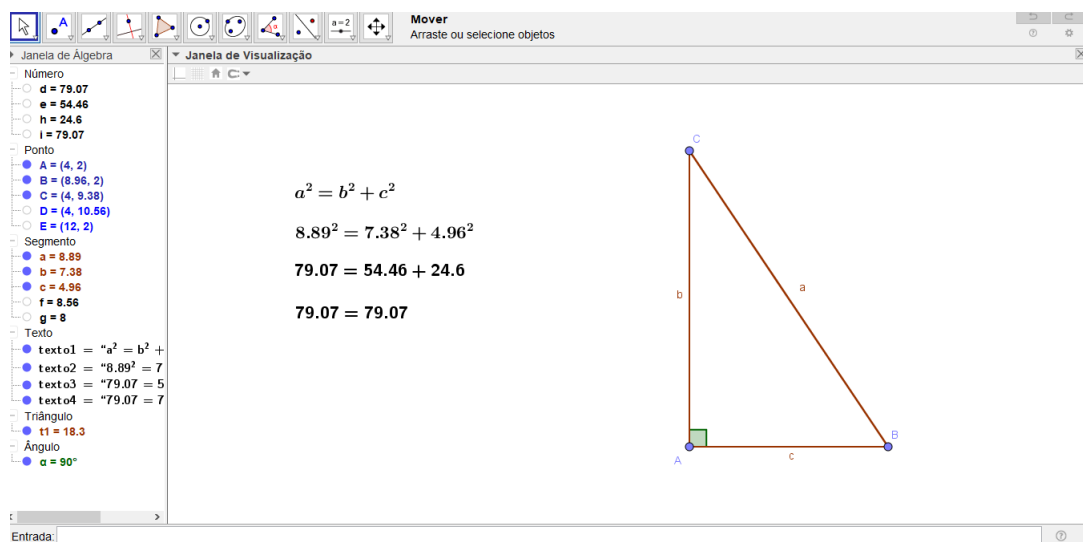 Mover
Arraste ou selecione objetos
A
a=2
Janela de Álgebra
Janela de Visualização
Número
d = 79.07
e = 54.46
h = 24.6
i = 79.07
Ponto
A = (4, 2)
B = (8.96, 2)
C = (4, 9.38)
D = (4, 10.56)
E = (12, 2)
Segmento
a = 8.89
b = 7.38
c = 4.96
f = 8.56
g = 8
Texto
texto1 = “a² = b² +
texto2 = “8.89² = 7
texto3 = “79.07 = 5
texto4 = “79.07 = 7
Triângulo
t1 = 18.3
Ângulo
α = 90°
a² = b² + c²
8.89² = 7.38² + 4.96²
79.07 = 54.46 + 24.6
79.07 = 79.07
C
b
a
A
c
B
Entrada: